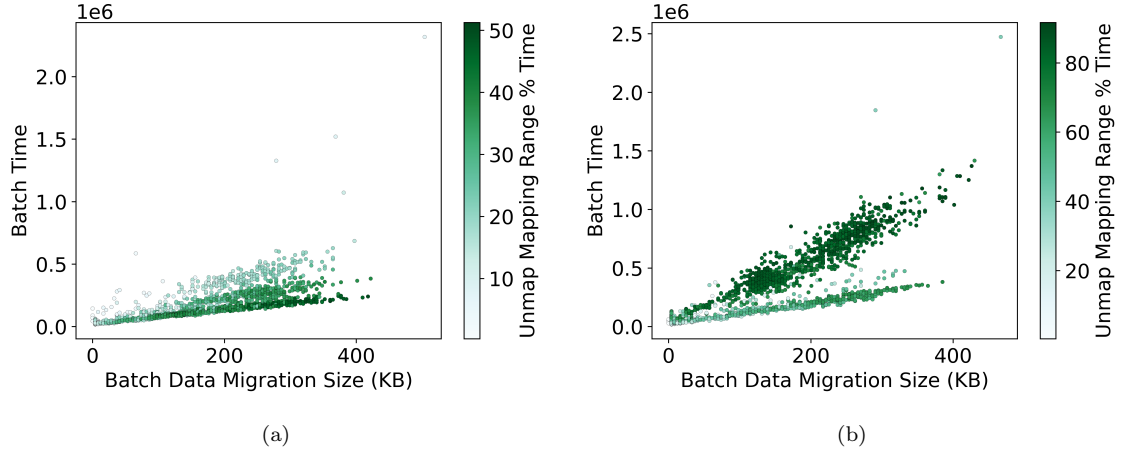 1e6
2.0
1.5
1.0
0.5
0.0
0
200
400
Batch Time
Batch Data Migration Size (KB)
50
40
30
20
10
Unmap Mapping Range % Time
(a)
1e6
2.5
2.0
1.5
1.0
0.5
0.0
0
200
400
Batch Time
Batch Data Migration Size (KB)
80
60
40
20
Unmap Mapping Range % Time
(b)